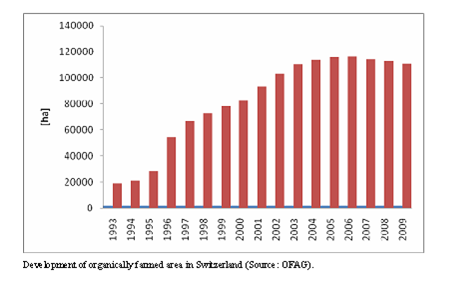 140000
120000
100000
80000
60000
40000
20000
0
[ha]
1993 1994 1995 1996 1997 1998 1999 2000 2001 2002 2003 2004 2005 2006 2007 2008 2009
Development of organically farmed area in Switzerland (Source: OFAG).